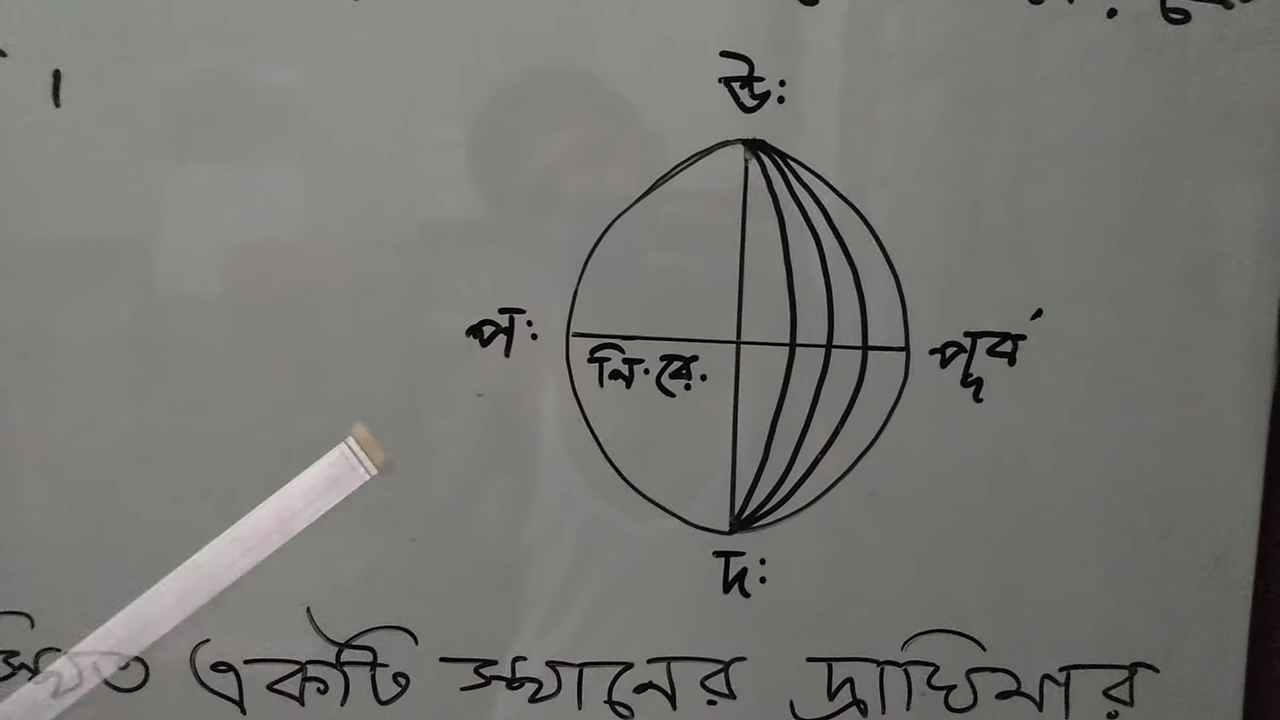 ।
উঃ
পঃ
নি.রে.
পূর্ব
দঃ
একটি স্থানের দ্রাঘিমার